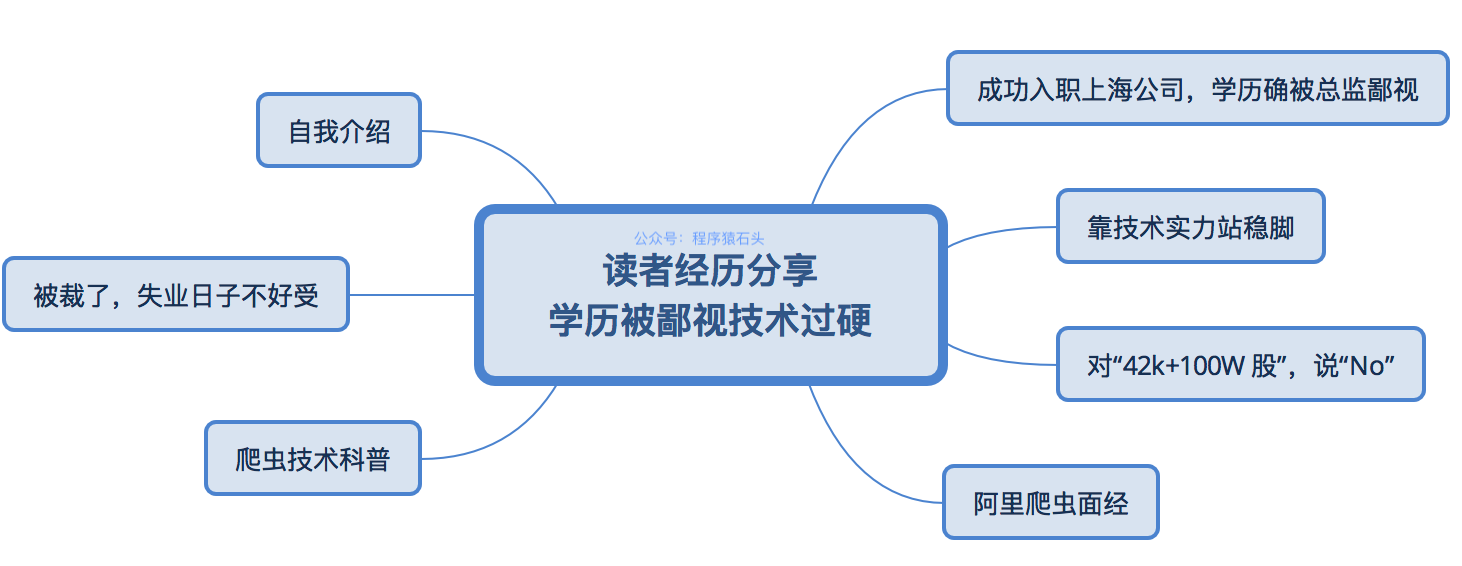 成功入职上海公司，学历确被总监鄙视
自我介绍
靠技术实力站稳脚
公众号：程序猿石头
读者经历分享
学历被鄙视技术过硬
被裁了，失业日子不好受
对“42k+100W 股”，说“No”
爬虫技术科普
阿里爬虫面经